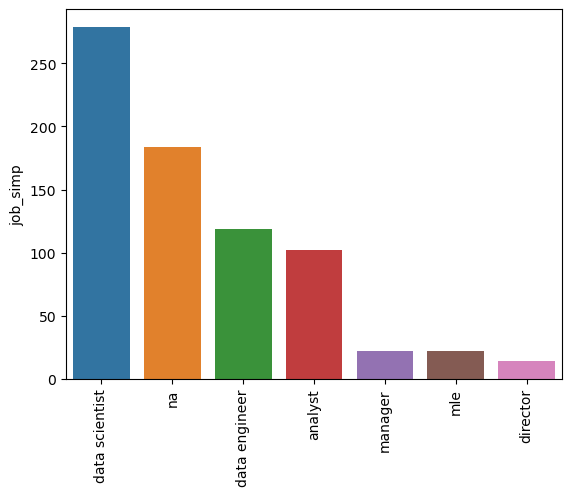 job_simp
250
200
150
100
50
0
data scientist
na
data engineer
analyst
manager
mle
director